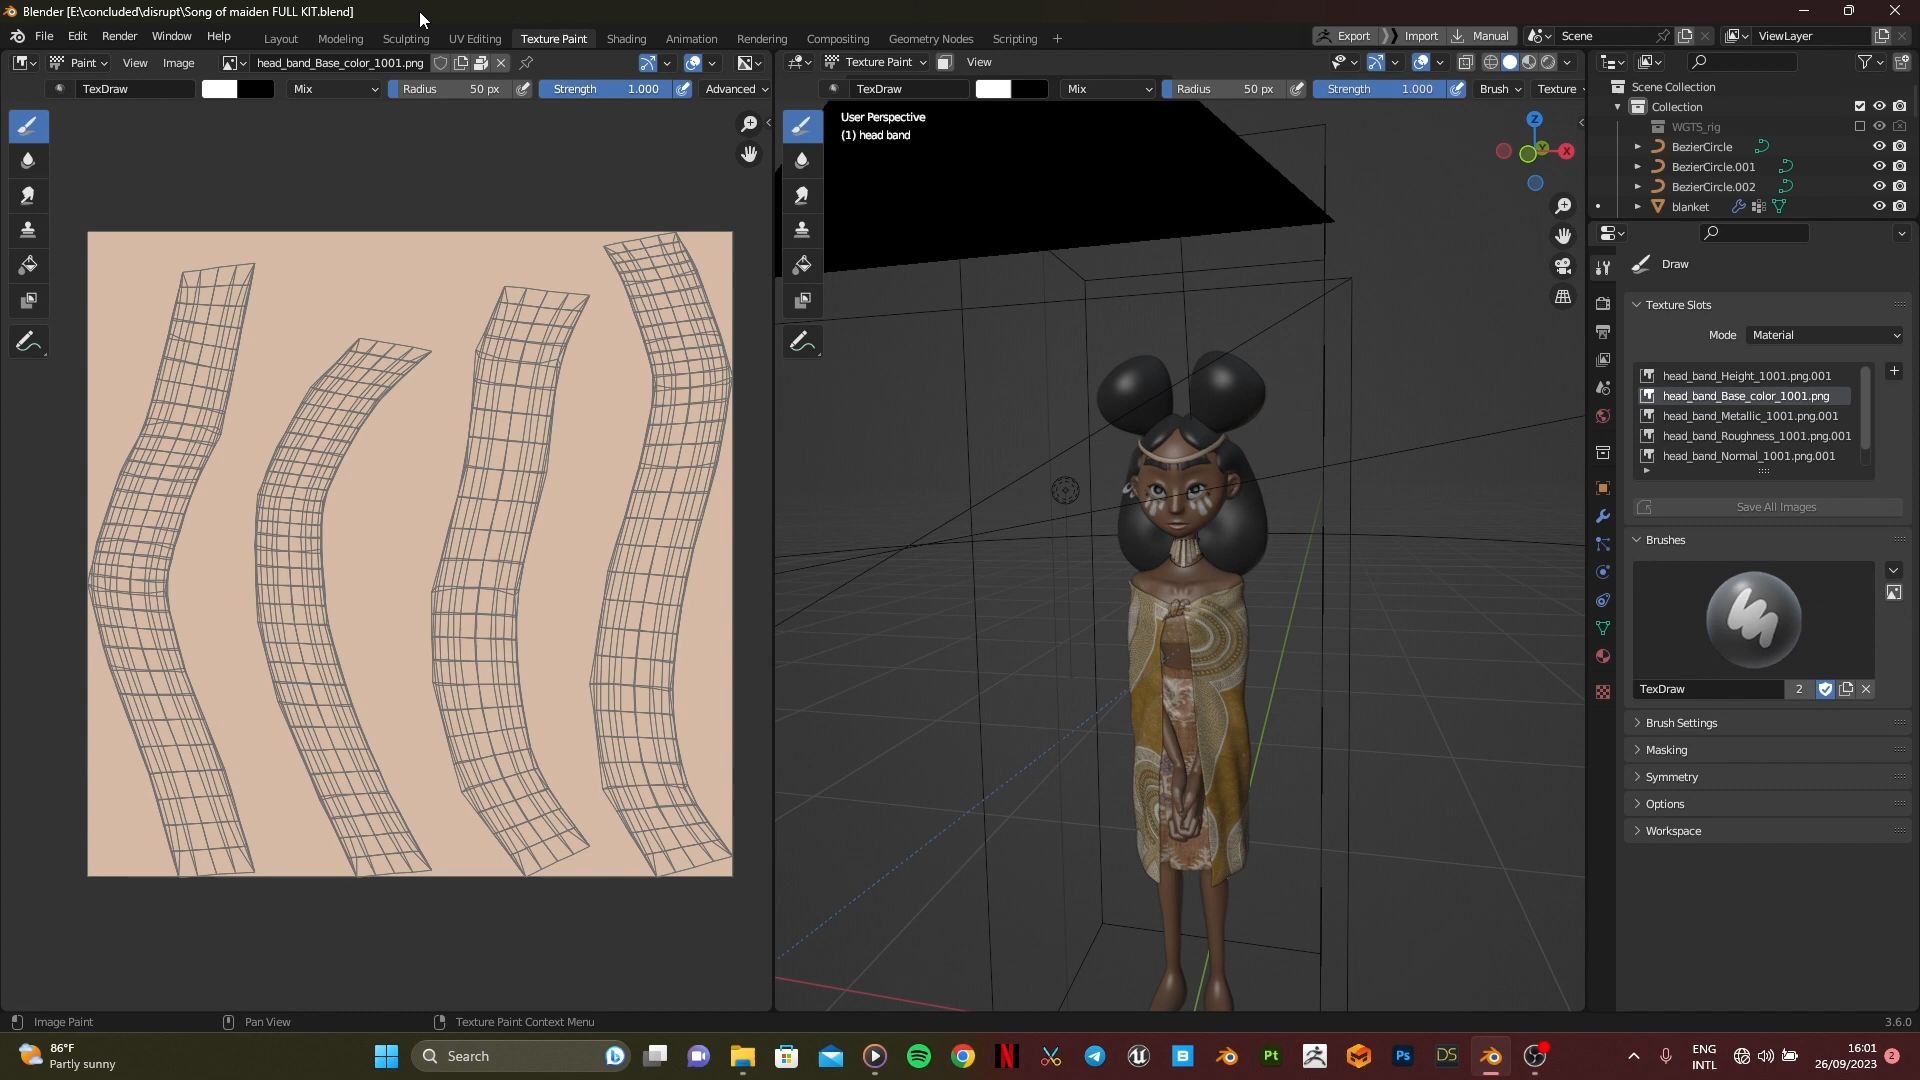 Blender [E:\concluded\disrupt\Song of maiden FULL KIT.blend]
File Edit Render Window Help
Layout Modeling Sculpting UV Editing Texture Paint Shading Animation Rendering Compositing Geometry Nodes Scripting +
Export Import Manual Scene ViewLayer
Paint View Image head_band_Base_color_1001.png
Texture Paint View
TexDraw Mix Radius 50 px Strength 1.000 Advanced
TexDraw Mix Radius 50 px Strength 1.000 Brush Texture
User Perspective
(1) head band
Z
Y
X
Scene Collection
Collection
WGTS_rig
BezierCircle
BezierCircle.001
BezierCircle.002
blanket
Draw
Texture Slots
Mode Material
head_band_Height_1001.png.001
head_band_Base_color_1001.png
head_band_Metallic_1001.png.001
head_band_Roughness_1001.png.001
head_band_Normal_1001.png.001
Save All Images
Brushes
TexDraw 2
Brush Settings
Masking
Symmetry
Options
Workspace
Image Paint Pan View Texture Paint Context Menu 3.6.0
86°F
Partly sunny
Search
N
Pt
Ps
DS
ENG
INTL
16:01
26/09/2023
2